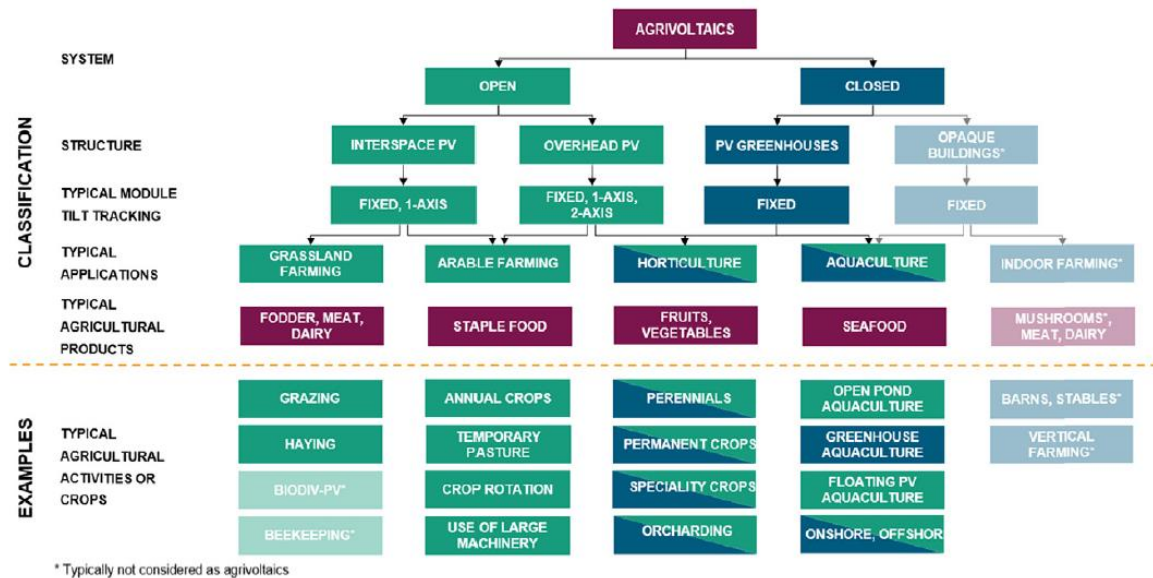 AGRIVOLTAICS
SYSTEM
OPEN
CLOSED
CLASSIFICATION
STRUCTURE
INTERSPACE PV
OVERHEAD PV
PV GREENHOUSES
OPAQUE
BUILDINGS*
TYPICAL MODULE
TILT TRACKING
FIXED, 1-AXIS
FIXED, 1-AXIS,
2-AXIS
FIXED
FIXED
TYPICAL
APPLICATIONS
GRASSLAND
FARMING
ARABLE FARMING
HORTICULTURE
AQUACULTURE
INDOOR FARMING*
TYPICAL
AGRICULTURAL
PRODUCTS
FODDER, MEAT,
DAIRY
STAPLE FOOD
FRUITS,
VEGETABLES
SEAFOOD
MUSHROOMS*,
MEAT, DAIRY
EXAMPLES
TYPICAL
AGRICULTURAL
ACTIVITIES OR
CROPS
GRAZING
ANNUAL CROPS
PERENNIALS
OPEN POND
AQUACULTURE
BARNS, STABLES*
HAYING
TEMPORARY
PASTURE
PERMANENT CROPS
GREENHOUSE
AQUACULTURE
VERTICAL
FARMING*
BIODIV-PV*
CROP ROTATION
SPECIALITY CROPS
FLOATING PV
AQUACULTURE
BEEKEEPING*
USE OF LARGE
MACHINERY
ORCHARDING
ONSHORE, OFFSHOR
* Typically not considered as agrivoltaics